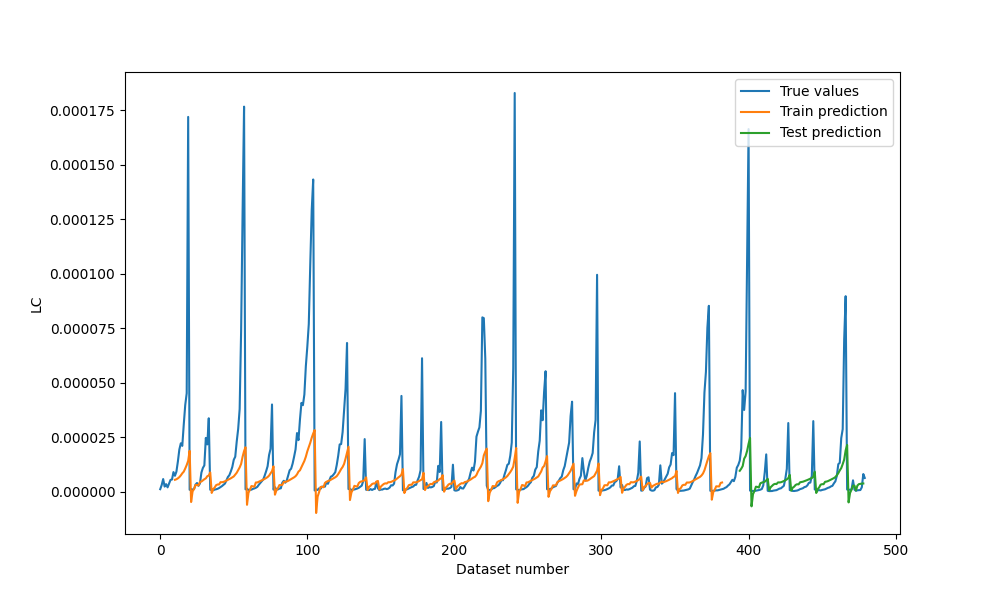 True values
Train prediction
Test prediction
0.000175
0.000150
0.000125
0.000100
0.000075
0.000050
0.000025
0.000000
LC
0 100 200 300 400 500
Dataset number